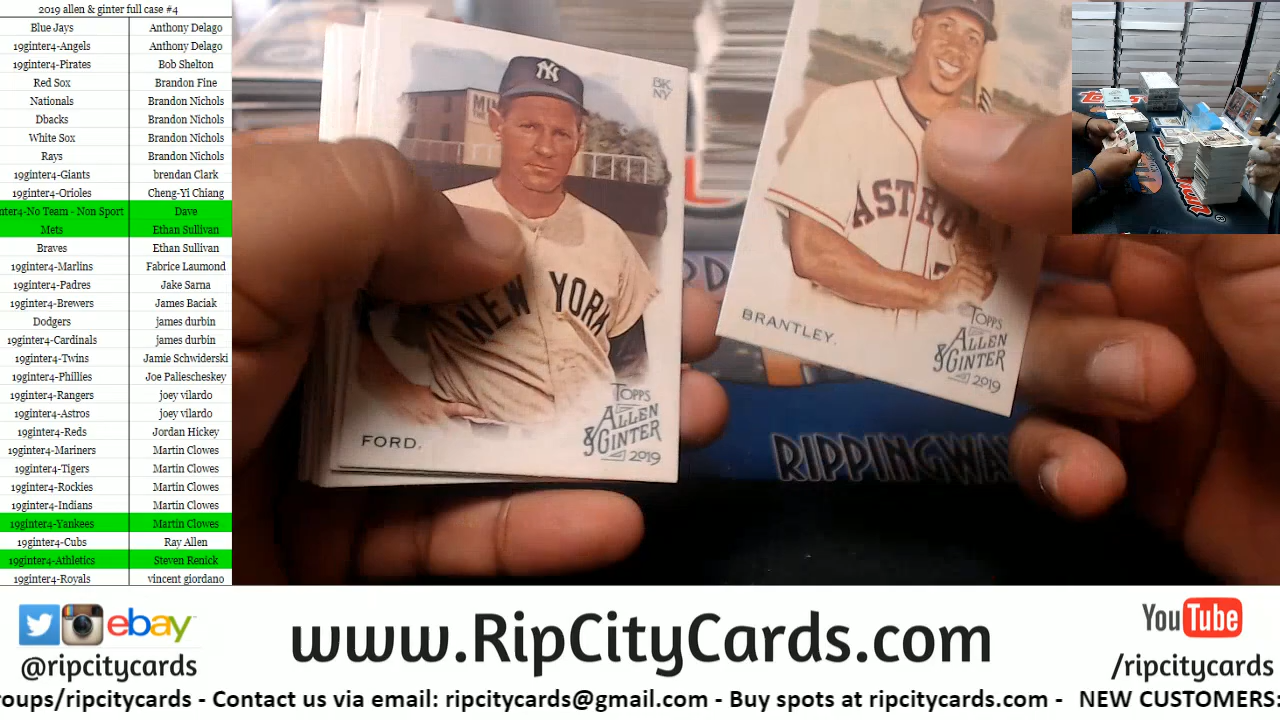 2019 allen & ginter full case #4
Blue Jays Anthony Delago
19ginter4-Angels Anthony Delago
19ginter4-Pirates Bob Shelton
Red Sox Brandon Fine
Nationals Brandon Nichols
Dbacks Brandon Nichols
White Sox Brandon Nichols
Rays Brandon Nichols
19ginter4-Giants brendan Clark
19ginter4-Orioles Cheng-Yi Chiang
nter4-No Team - Non Sport Dave
Mets Ethan Sullivan
Braves Ethan Sullivan
19ginter4-Marlins Fabrice Laumond
19ginter4-Padres Jake Sarna
19ginter4-Brewers James Baciak
Dodgers james durbin
19ginter4-Cardinals james durbin
19ginter4-Twins Jamie Schwiderski
19ginter4-Phillies Joe Paliescheskey
19ginter4-Rangers joey vilardo
19ginter4-Astros joey vilardo
19ginter4-Reds Jordan Hickey
19ginter4-Mariners Martin Clowes
19ginter4-Tigers Martin Clowes
19ginter4-Rockies Martin Clowes
19ginter4-Indians Martin Clowes
19ginter4-Yankees Martin Clowes
19ginter4-Cubs Ray Allen
19ginter4-Athletics Steven Renick
19ginter4-Royals vincent giordano
NY
BK
NY
NEW YORK
FORD.
TOPPS
ALLEN
& GINTER
2019
ASTRO
BRANTLEY.
TOPPS
ALLEN
& GINTER
2019
RIPPINGWA
ebay
@ripcitycards
www.RipCityCards.com
YouTube
/ripcitycards
roups/ripcitycards - Contact us via email: ripcitycards@gmail.com - Buy spots at ripcitycards.com - NEW CUSTOMERS: